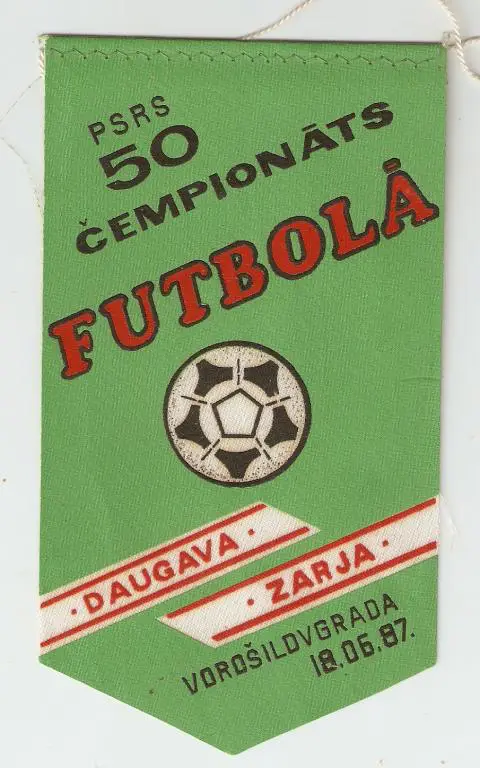 PSRS
50
ČEMPIONĀTS
FUTBOLĀ
· DAUGAVA ·
· ZARJA ·
VOROŠILOVGRADA
18.06.87.